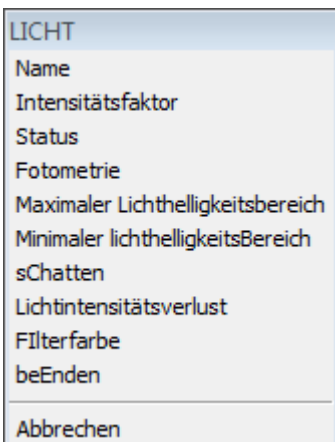 LICHT
Name
Intensitätsfaktor
Status
Fotometrie
Maximaler Lichthelligkeitsbereich
Minimaler lichthelligkeitsBereich
sChatten
Lichtintensitätsverlust
FIlterfarbe
beEnden
Abbrechen